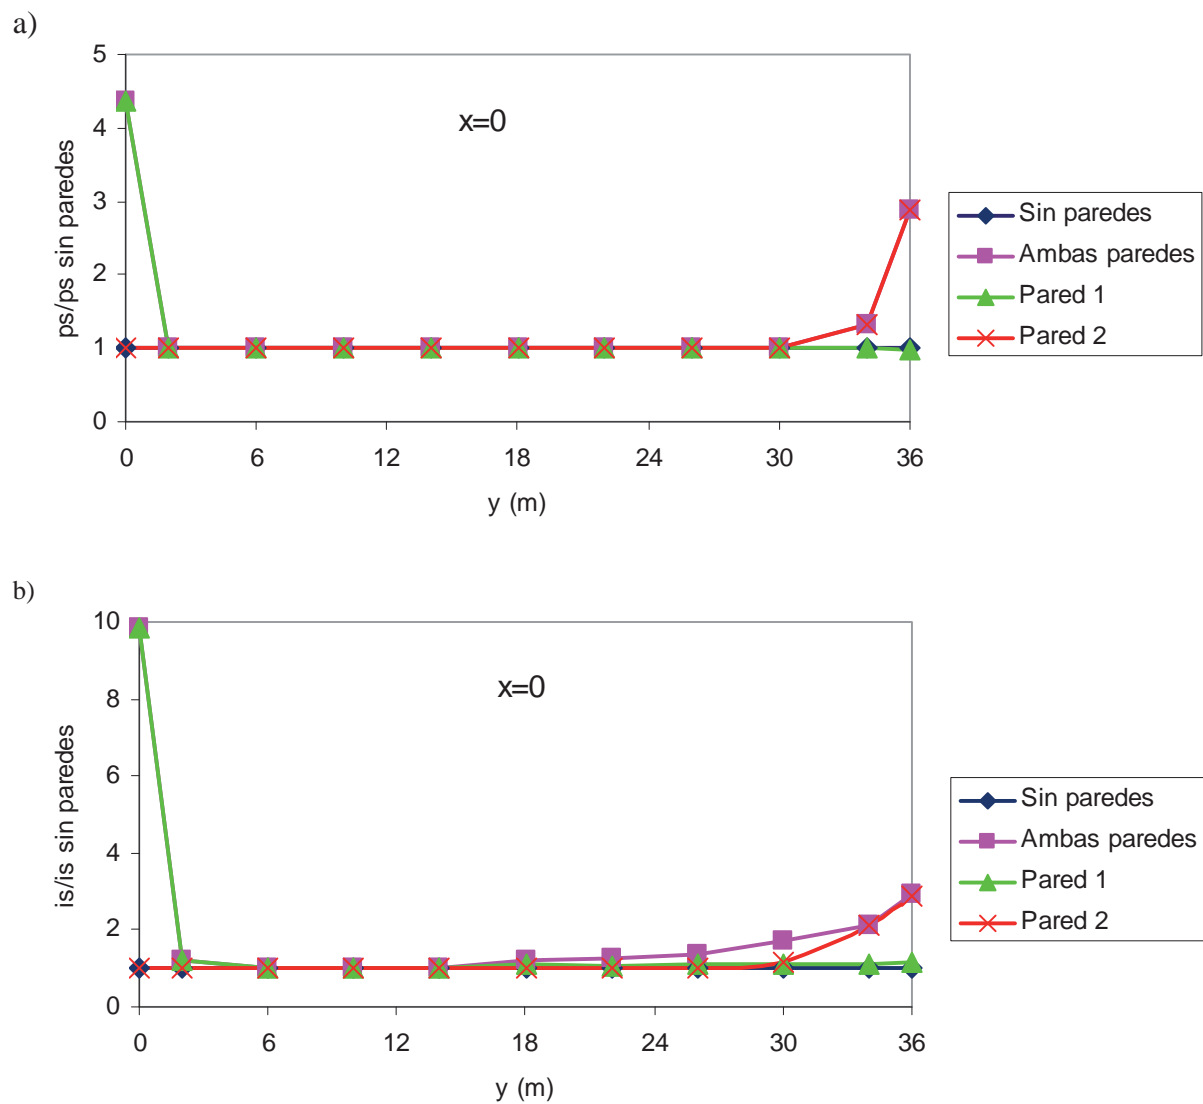 a)
5
4
3
2
1
0
ps/ps sin paredes
x=0
0 6 12 18 24 30 36
y (m)
Sin paredes
Ambas paredes
Pared 1
Pared 2
b)
10
8
6
4
2
0
is/is sin paredes
x=0
0 6 12 18 24 30 36
y (m)
Sin paredes
Ambas paredes
Pared 1
Pared 2